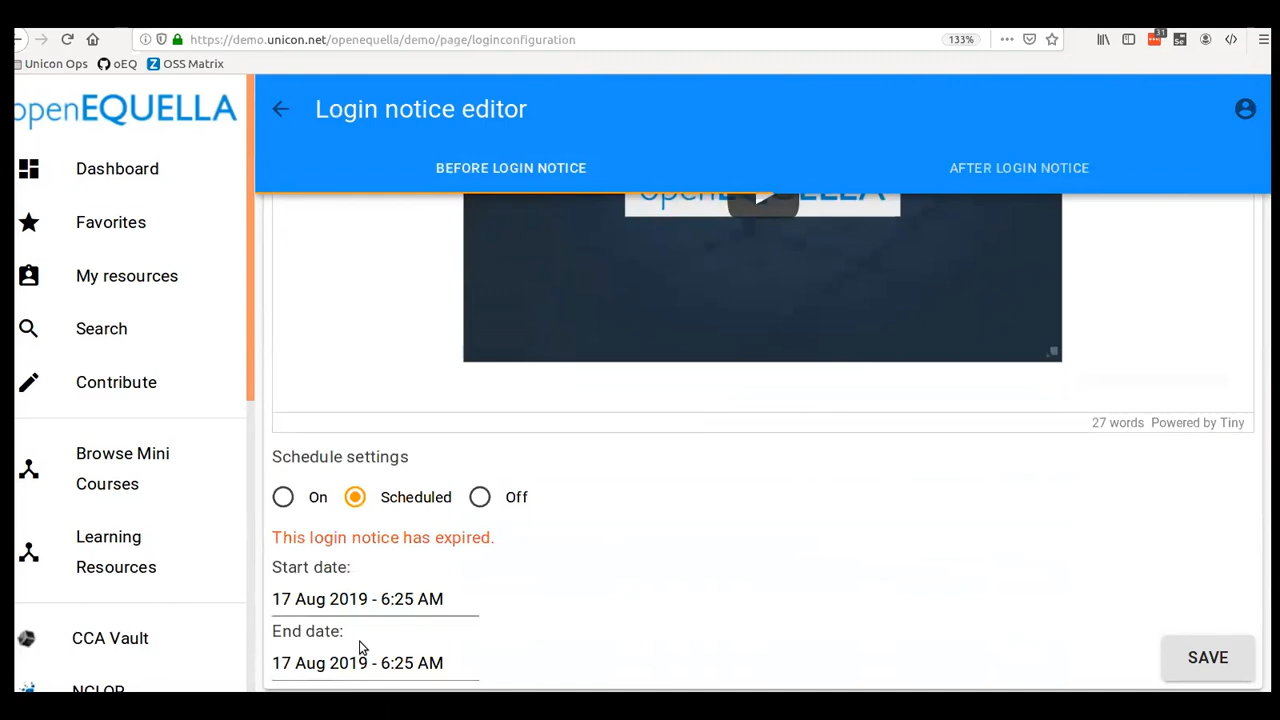 https://demo.unicon.net/openequella/demo/page/loginconfiguration
133%
31
Unicon Ops
oEQ
Z OSS Matrix
openEQUELLA
Login notice editor
BEFORE LOGIN NOTICE
AFTER LOGIN NOTICE
Dashboard
Favorites
My resources
Search
Contribute
Browse Mini
Courses
Learning
Resources
CCA Vault
NCLOR
openEQUELLA
27 words Powered by Tiny
Schedule settings
On
Scheduled
Off
This login notice has expired.
Start date:
17 Aug 2019 - 6:25 AM
End date:
17 Aug 2019 - 6:25 AM
SAVE